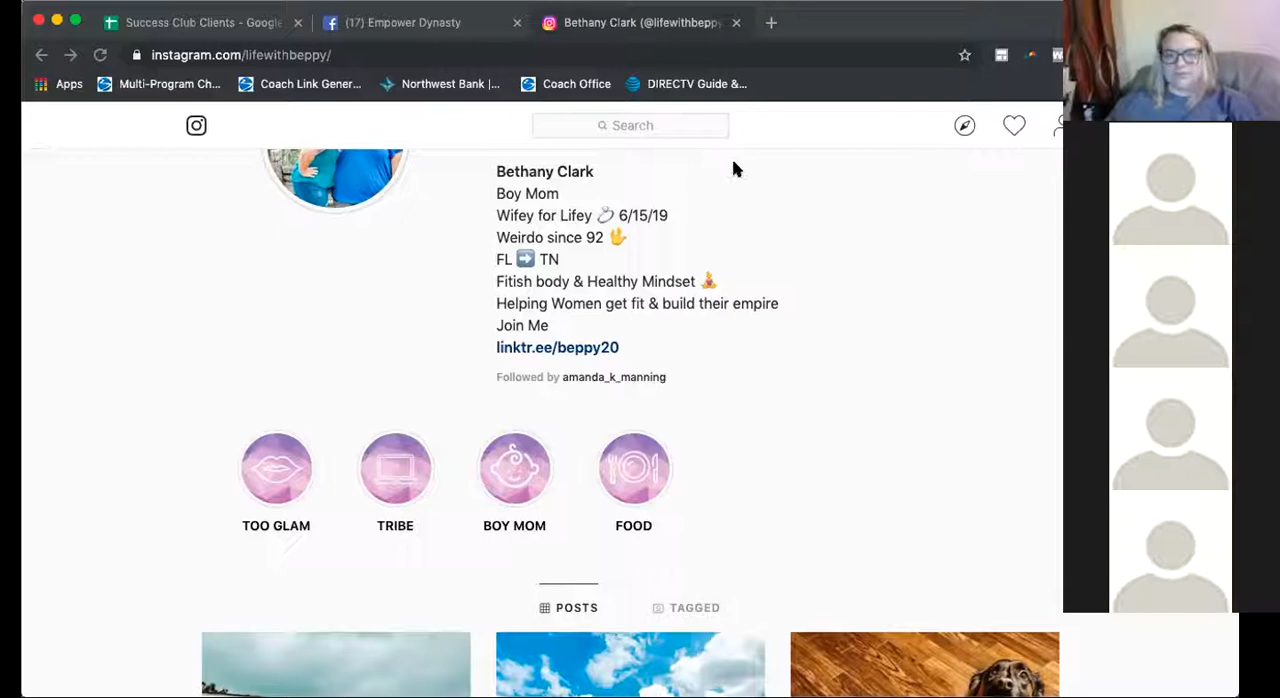 Success Club Clients - Google
(17) Empower Dynasty
Bethany Clark (@lifewithbeppy
instagram.com/lifewithbeppy/
Apps
Multi-Program Ch...
Coach Link Gener...
Northwest Bank |...
Coach Office
DIRECTV Guide &...
Search
Bethany Clark
Boy Mom
Wifey for Lifey 💍 6/15/19
Weirdo since 92 🖖
FL ➡️ TN
Fitish body & Healthy Mindset 🧘
Helping Women get fit & build their empire
Join Me
linktr.ee/beppy20
Followed by amanda_k_manning
TOO GLAM
TRIBE
BOY MOM
FOOD
POSTS
TAGGED